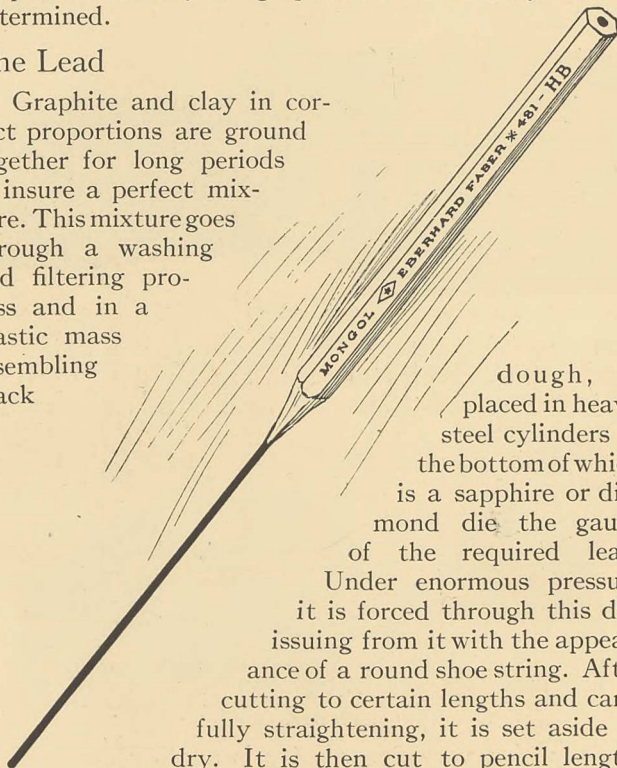 termined.
ne Lead
Graphite and clay in cor-
ct proportions are ground
gether for long periods
insure a perfect mix-
re. This mixture goes
rough a washing
d filtering pro-
ss and in a
astic mass
sembling
ack
MONGOL EBERHARD FABER 481-HB
dough,
placed in heav
steel cylinders
the bottom of whi
is a sapphire or di
mond die the gau
of the required lea
Under enormous pressu
it is forced through this d
issuing from it with the appea
ance of a round shoe string. Aft
cutting to certain lengths and car
fully straightening, it is set aside
dry. It is then cut to pencil lengt